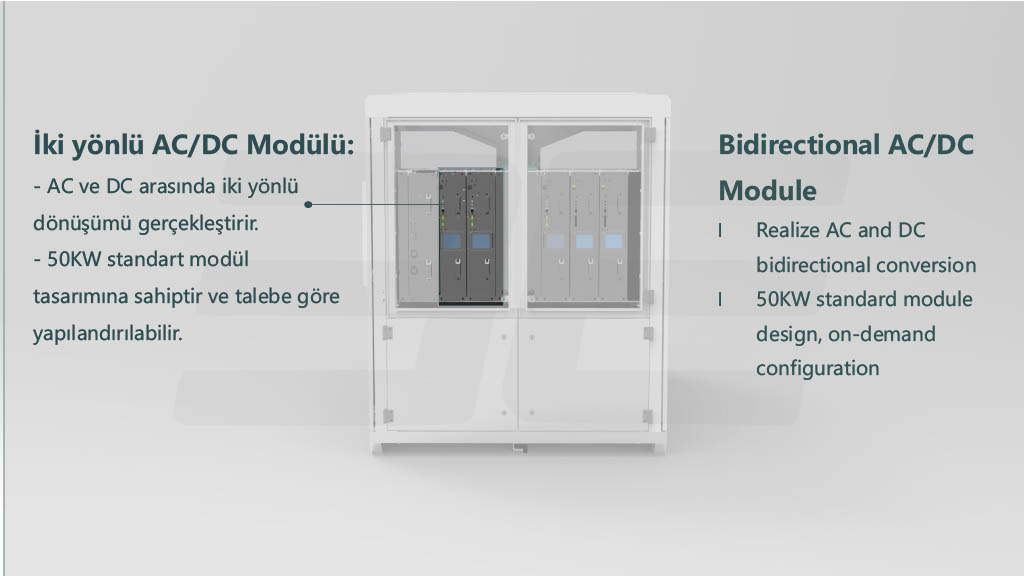 İki yönlü AC/DC Modülü:
- AC ve DC arasında iki yönlü
dönüşümü gerçekleştirir.
- 50KW standart modül
tasarımına sahiptir ve talebe göre
yapılandırılabilir.
Bidirectional AC/DC
Module
l Realize AC and DC
bidirectional conversion
l 50KW standard module
design, on-demand
configuration